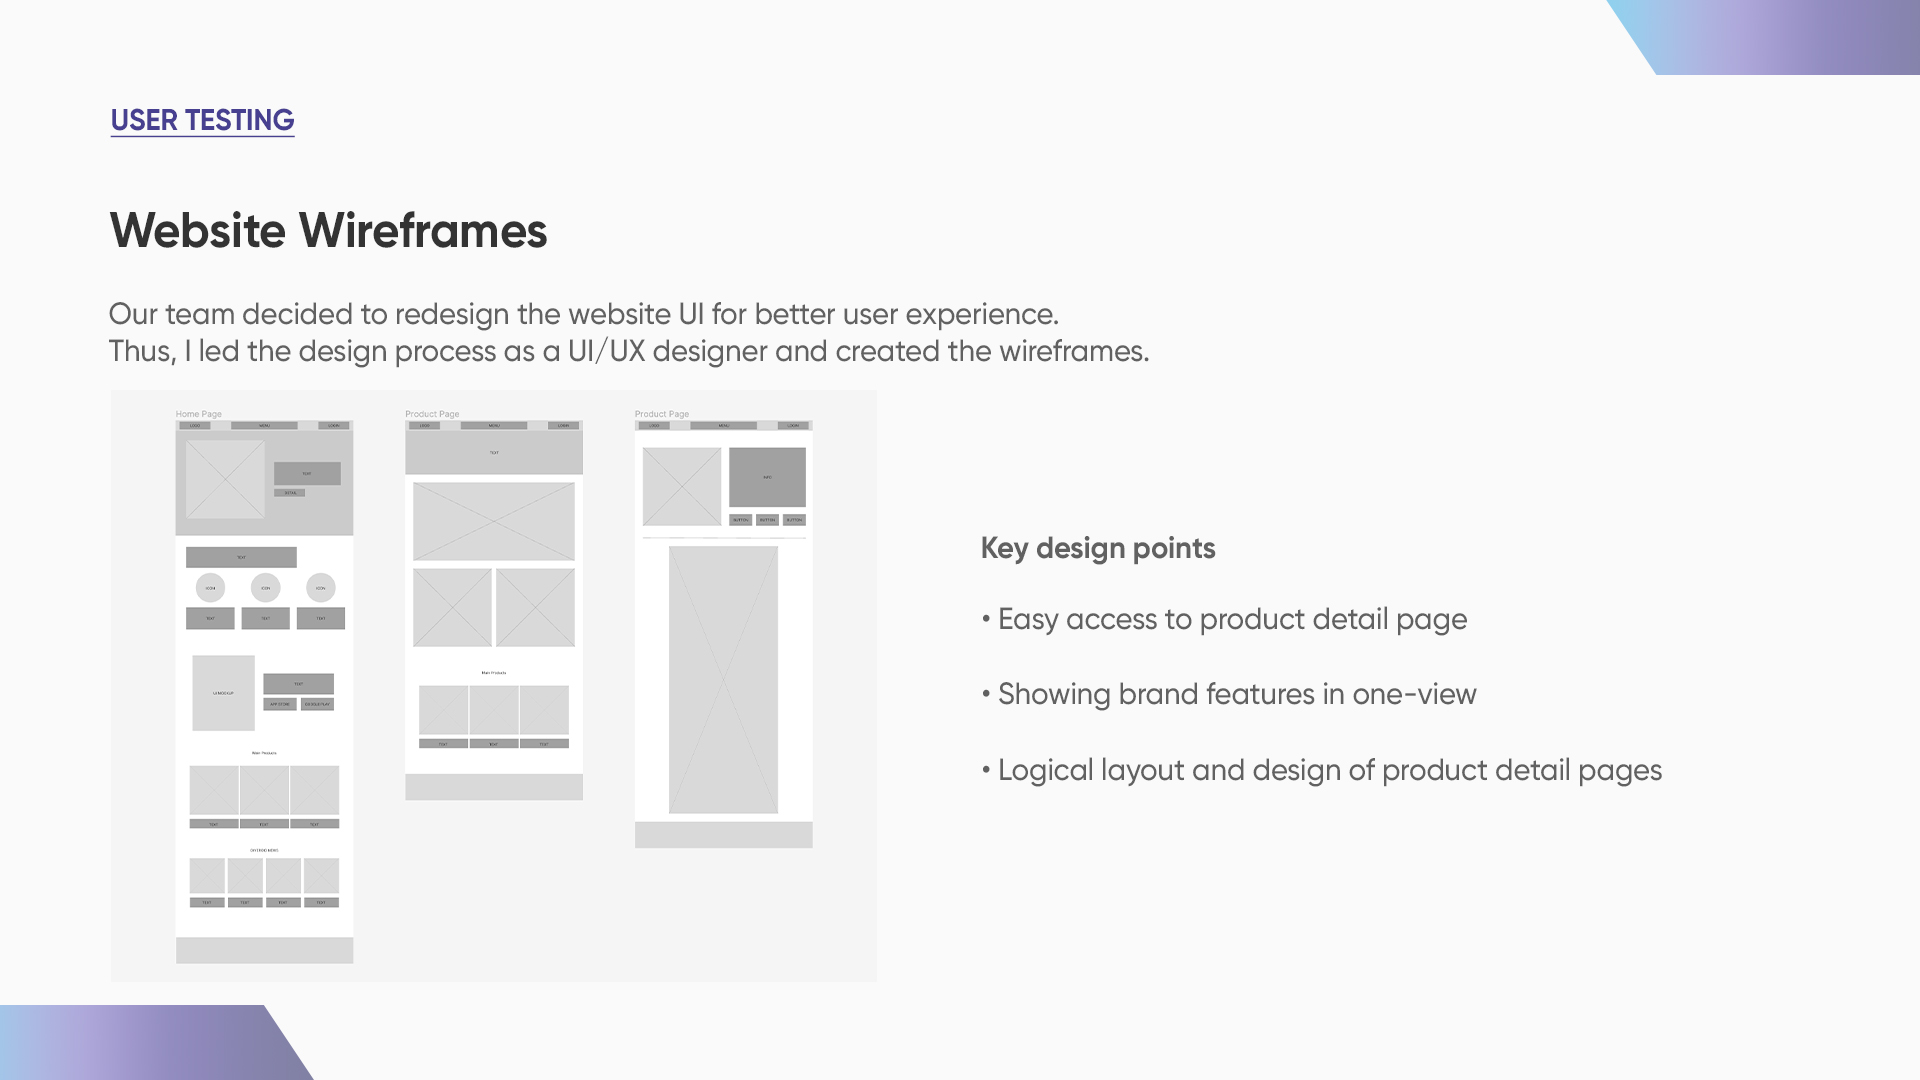 USER TESTING
Website Wireframes
Our team decided to redesign the website UI for better user experience.
Thus, I led the design process as a UI/UX designer and created the wireframes.
Home Page
LOGO MENU LOGIN
TEXT
DETAIL
TEXT
ICON ICON ICON
TEXT TEXT TEXT
UI MOCKUP
TEXT
APP STORE GOOGLE PLAY
Main Products
TEXT TEXT TEXT
TEXT TEXT TEXT TEXT
Product Page
LOGO MENU LOGIN
TEXT
Main Products
TEXT TEXT TEXT
Product Page
LOGO MENU LOGIN
INFO
BUTTON BUTTON BUTTON
Key design points
• Easy access to product detail page
• Showing brand features in one-view
• Logical layout and design of product detail pages